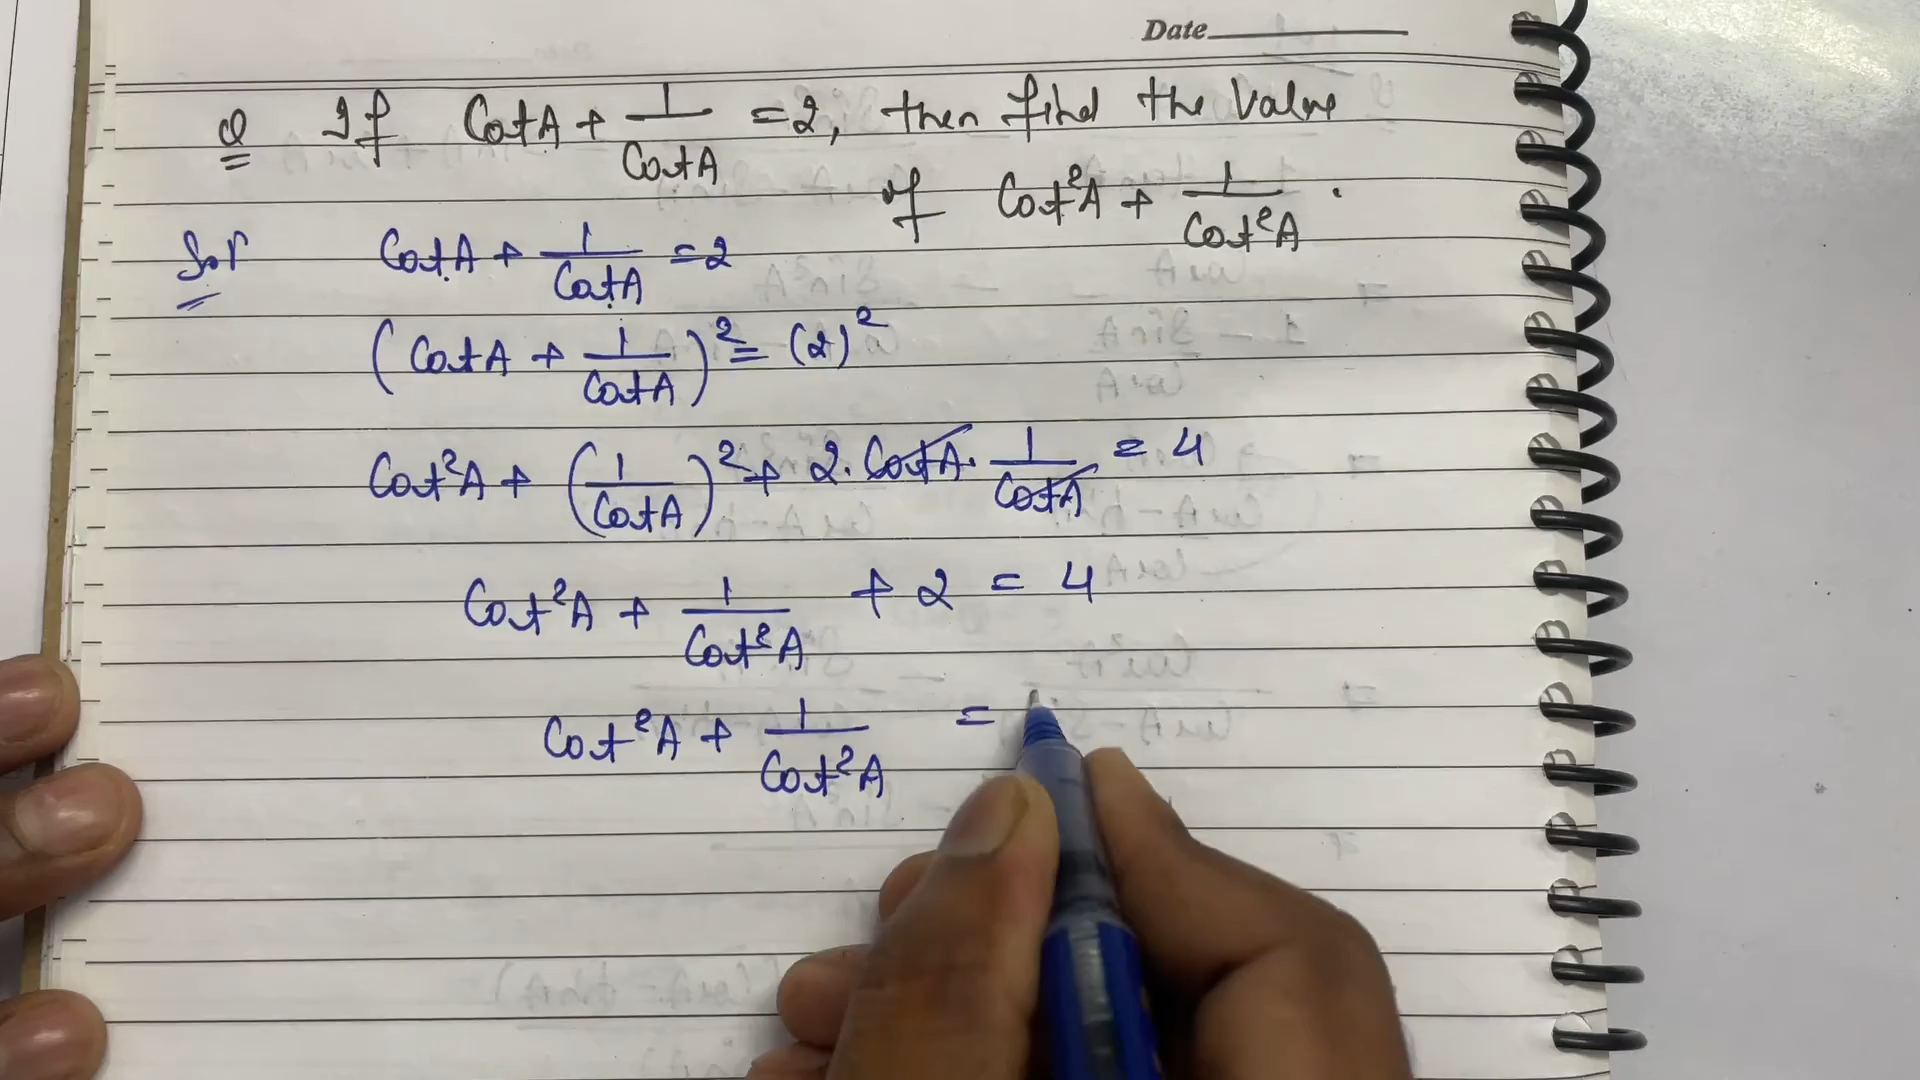 Date
Q If CotA + 1/CotA = 2, then find the value
of Cot²A + 1/Cot²A .
Sol CotA + 1/CotA = 2
(CotA + 1/CotA)² = (2)²
Cot²A + (1/CotA)² + 2. CotA. 1/CotA = 4
Cot²A + 1/Cot²A + 2 = 4
Cot²A + 1/Cot²A =